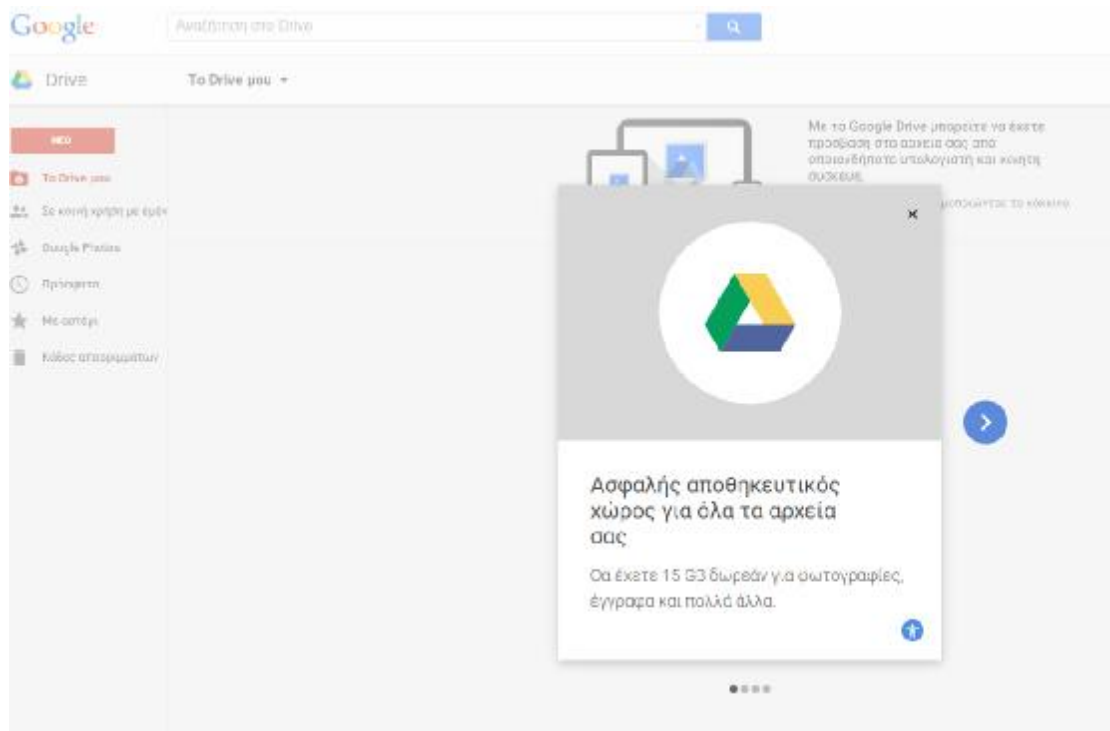 Google
Αναζήτηση στο Drive
Drive
Το Drive μου
ΝΕΟ
Με το Google Drive μπορείτε να έχετε
πρόσβαση στα αρχεία σας από
οποιονδήποτε υπολογιστή και κινητή
συσκευή.
το κόκκινο
Το Drive μου
Σε κοινή χρήση με εμέν
Google Photos
Πρόσφατα
Με αστέρι
Κάδος απορριμμάτων
Ασφαλής αποθηκευτικός
χώρος για όλα τα αρχεία
σας
Θα έχετε 15 GB δωρεάν για φωτογραφίες,
έγγραφα και πολλά άλλα.